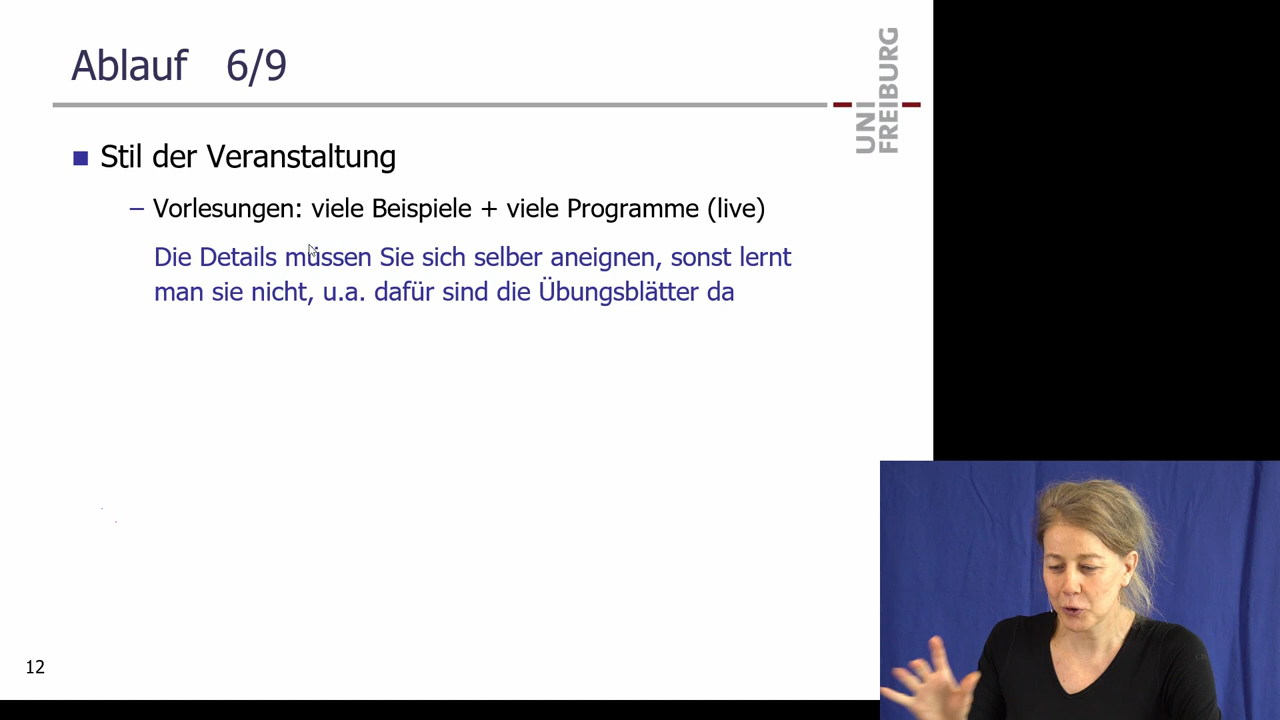 Ablauf 6/9
UNI
FREIBURG
Stil der Veranstaltung
– Vorlesungen: viele Beispiele + viele Programme (live)
Die Details müssen Sie sich selber aneignen, sonst lernt
man sie nicht, u.a. dafür sind die Übungsblätter da
12